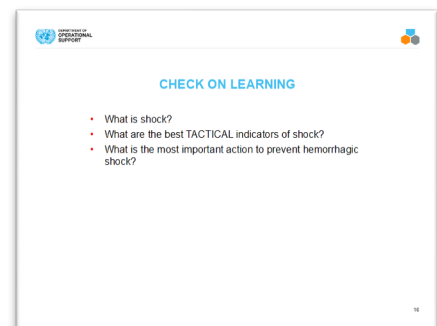 DEPARTMENT OF
OPERATIONAL
SUPPORT
CHECK ON LEARNING
• What is shock?
• What are the best TACTICAL indicators of shock?
• What is the most important action to prevent hemorrhagic
shock?
16